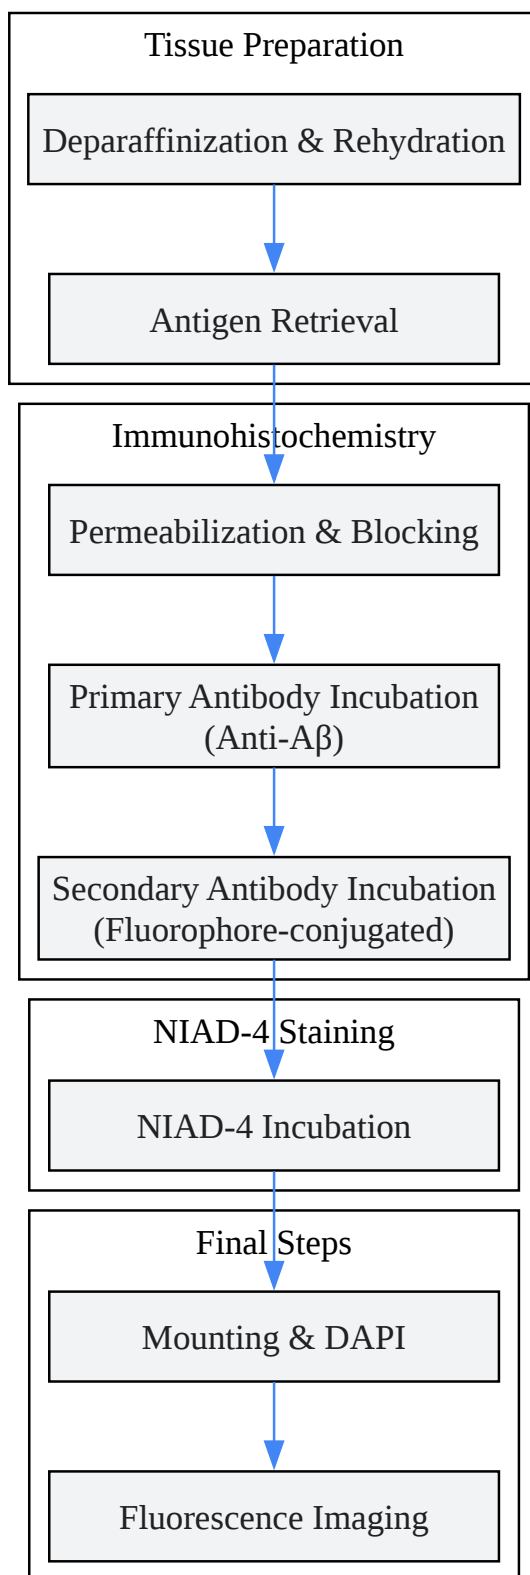 Tissue Preparation
Deparaffinization & Rehydration
Antigen Retrieval
Immunohistochemistry
Permeabilization & Blocking
Primary Antibody Incubation
(Anti-Aβ)
Secondary Antibody Incubation
(Fluorophore-conjugated)
NIAD-4 Staining
NIAD-4 Incubation
Final Steps
Mounting & DAPI
Fluorescence Imaging